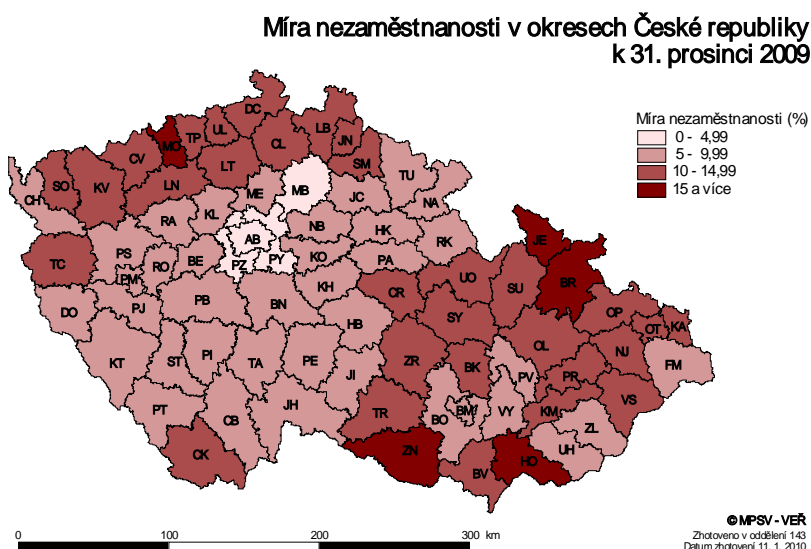 Míra nezaměstnanosti v okresech České republiky
k 31. prosinci 2009
Míra nezaměstnanosti (%)
0 - 4,99
5 - 9,99
10 - 14,99
15 a více
DC
LB
MO TP UL CL JN
CV LT SM
SO KV LN ME MB TU
CH RA KL JC NA
AB NB HK
TC PS RO BE PZ PY KO PA RK JE
PM KH CR UO SU BR
DO PJ PB BN HB SY OP
KT ST PI TA PE ZR OL OT KA
JI BK PV PR NJ FM
PT CB JH TR BO BM VY KM VS
CK ZN ZL
BV HO UH
© MPSV - VEŘ
0 100 200 300 km
Zhotoveno v oddělení 143
Datum zhotovení 11. 1. 2010